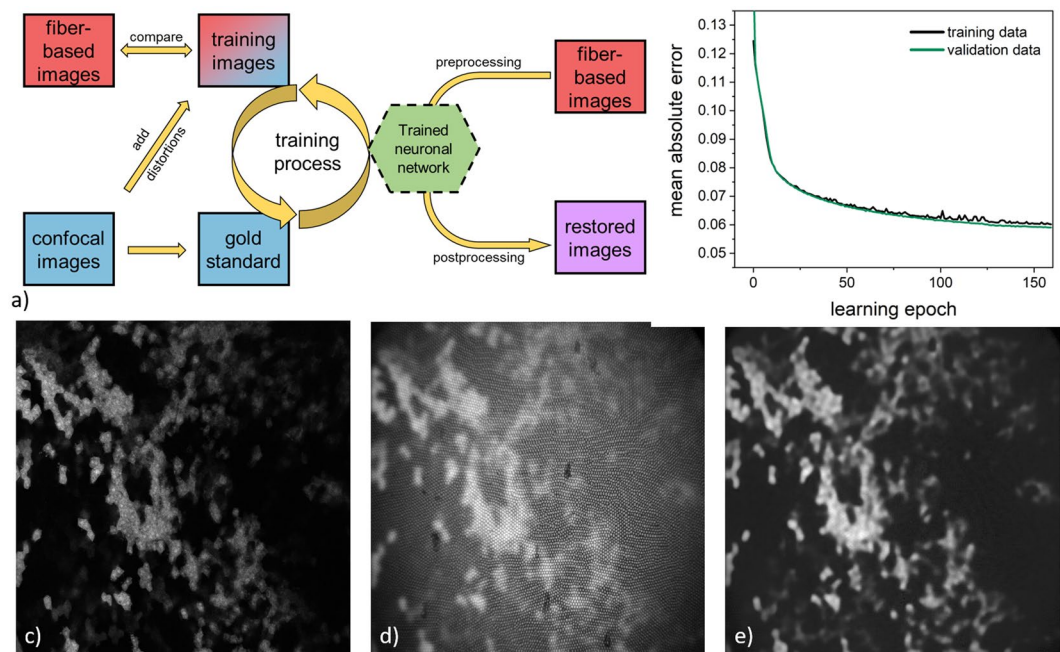 fiber-
based
images
compare
training
images
add
distortions
training
process
confocal
images
gold
standard
Trained
neuronal
network
preprocessing
fiber-
based
images
postprocessing
restored
images
a)
mean absolute error
0.13
0.12
0.11
0.10
0.09
0.08
0.07
0.06
0.05
training data
validation data
0
50
100
150
learning epoch
c)
d)
e)